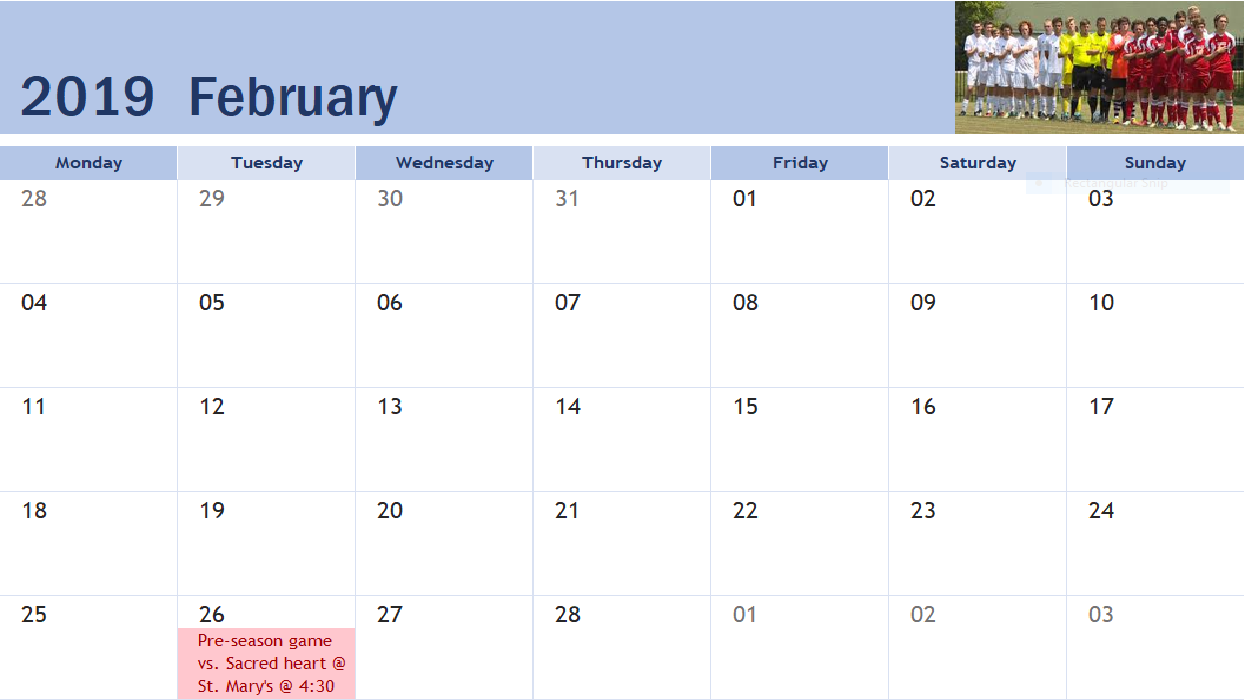 2019 February
Monday Tuesday Wednesday Thursday Friday Saturday Sunday
Rectangular Snip
28 29 30 31 01 02 03
04 05 06 07 08 09 10
11 12 13 14 15 16 17
18 19 20 21 22 23 24
25 26 27 28 01 02 03
Pre-season game
vs. Sacred heart @
St. Mary's @ 4:30